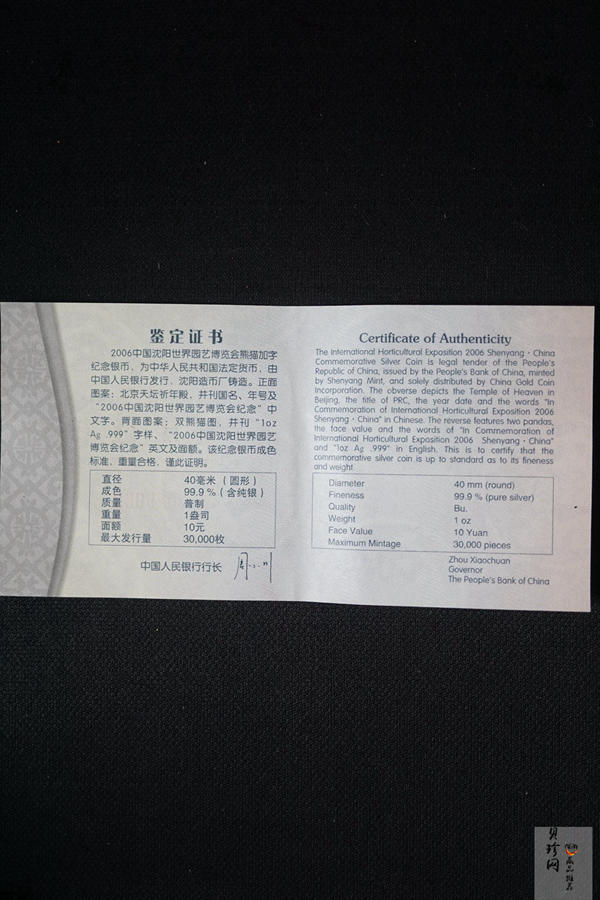 鉴定证书
2006中国沈阳世界园艺博览会熊猫加字
纪念银币，为中华人民共和国法定货币，由
中国人民银行发行，沈阳造币厂铸造。正面
图案：北京天坛祈年殿，并刊国名、年号及
“2006中国沈阳世界园艺博览会纪念”中
文字。背面图案：双熊猫图，并刊“1oz
Ag .999”字样、“2006中国沈阳世界园艺
博览会纪念”英文及面额。该纪念银币成色
标准，重量合格，谨此证明。
直径 40毫米（圆形）
成色 99.9％（含纯银）
质量 普制
重量 1盎司
面额 10元
最大发行量 30,000枚
中国人民银行行长
Certificate of Authenticity
The International Horticultural Exposition 2006 Shenyang · China
Commemorative Silver Coin is legal tender of the People's
Republic of China, issued by the People's Bank of China, minted
by Shenyang Mint, and solely distributed by China Gold Coin
Incorporation. The obverse depicts the Temple of Heaven in
Beijing, the title of PRC, the year date and the words "In
Commemoration of International Horticultural Exposition 2006
Shenyang · China" in Chinese. The reverse features two pandas,
the face value and the words of "In Commemoration of
International Horticultural Exposition 2006 Shenyang · China"
and "1oz Ag .999" in English. This is to certify that the
commemorative silver coin is up to standard as to its fineness
and weight.
Diameter 40 mm (round)
Fineness 99.9 % (pure silver)
Quality Bu.
Weight 1 oz
Face Value 10 Yuan
Maximum Mintage 30,000 pieces
Zhou Xiaochuan
Governor
The People's Bank of China
贝珍网